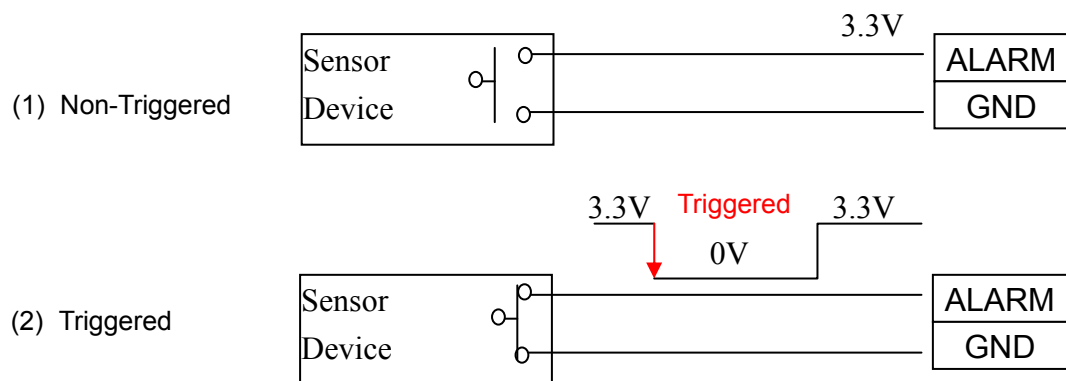 3.3V
Sensor
Device
ALARM
GND
(1) Non-Triggered
3.3V Triggered 3.3V
0V
Sensor
Device
ALARM
GND
(2) Triggered